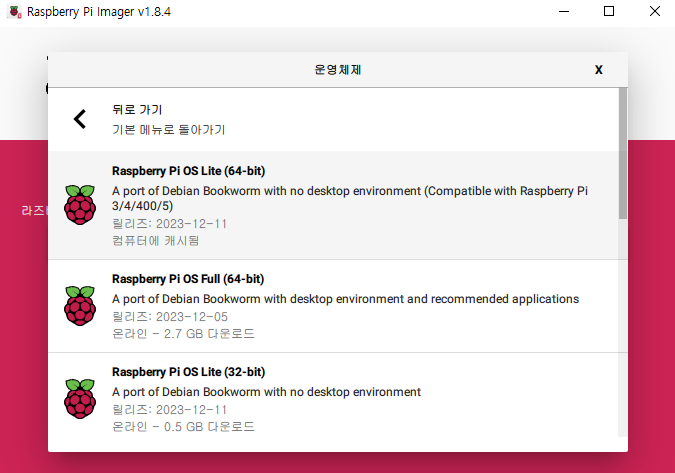 Raspberry Pi Imager v1.8.4
운영체제
X
뒤로 가기
기본 메뉴로 돌아가기
Raspberry Pi OS Lite (64-bit)
A port of Debian Bookworm with no desktop environment (Compatible with Raspberry Pi
3/4/400/5)
릴리즈: 2023-12-11
컴퓨터에 캐시됨
Raspberry Pi OS Full (64-bit)
A port of Debian Bookworm with desktop environment and recommended applications
릴리즈: 2023-12-05
온라인 - 2.7 GB 다운로드
Raspberry Pi OS Lite (32-bit)
A port of Debian Bookworm with no desktop environment
릴리즈: 2023-12-11
온라인 - 0.5 GB 다운로드